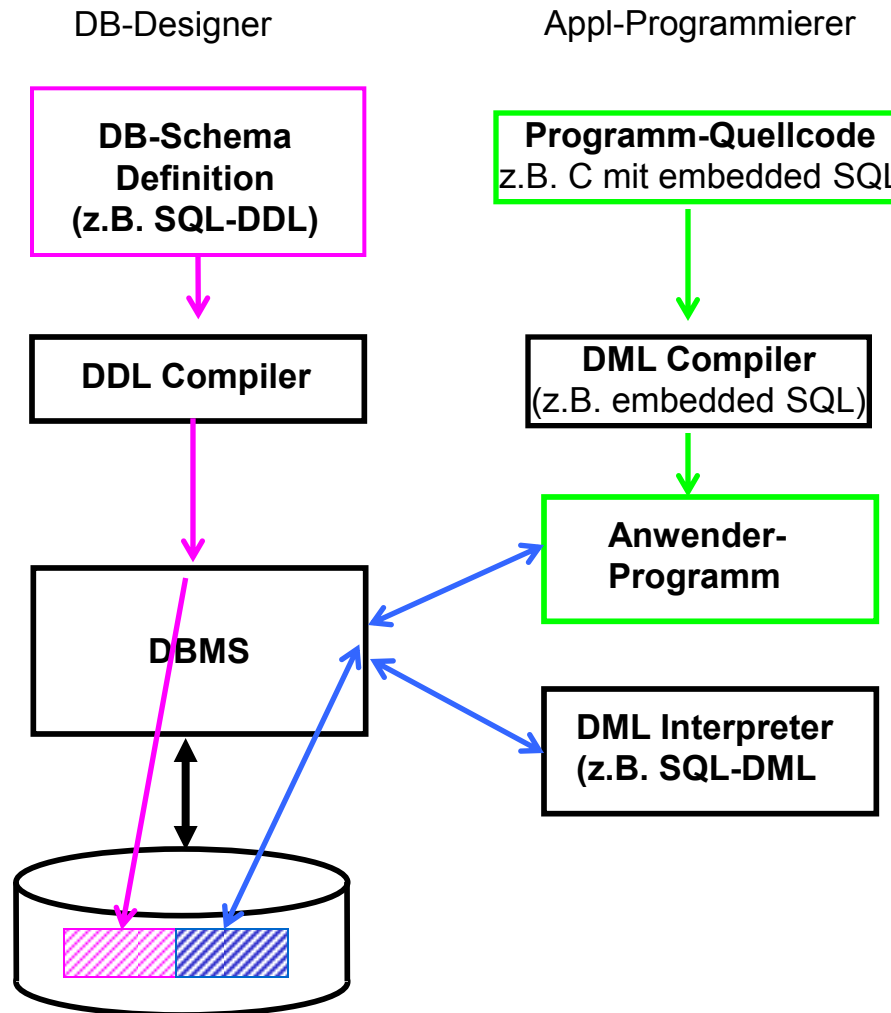 DB-Designer
Appl-Programmierer
DB-Schema
Definition
(z.B. SQL-DDL)
Programm-Quellcode
z.B. C mit embedded SQL
DDL Compiler
DML Compiler
(z.B. embedded SQL)
Anwender-
Programm
DBMS
DML Interpreter
(z.B. SQL-DML